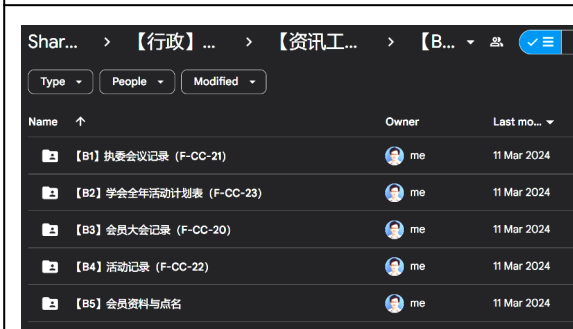 Shar... > 【行政】... > 【资讯工... > 【B...
Type People Modified
Name Owner Last mo...
【B1】执委会议记录（F-CC-21） me 11 Mar 2024
【B2】学会全年活动计划表（F-CC-23） me 11 Mar 2024
【B3】会员大会记录（F-CC-20） me 11 Mar 2024
【B4】活动记录（F-CC-22） me 11 Mar 2024
【B5】会员资料与点名 me 11 Mar 2024